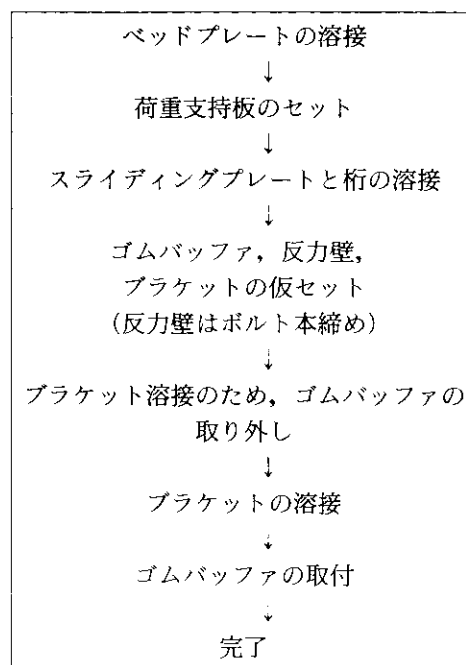 ベッドプレートの溶接
↓
荷重支持板のセット
↓
スライディングプレートと桁の溶接
↓
ゴムバッファ，反力壁，
ブラケットの仮セット
（反力壁はボルト本締め）
↓
ブラケット溶接のため，ゴムバッファの
取り外し
↓
ブラケットの溶接
↓
ゴムバッファの取付
↓
完了